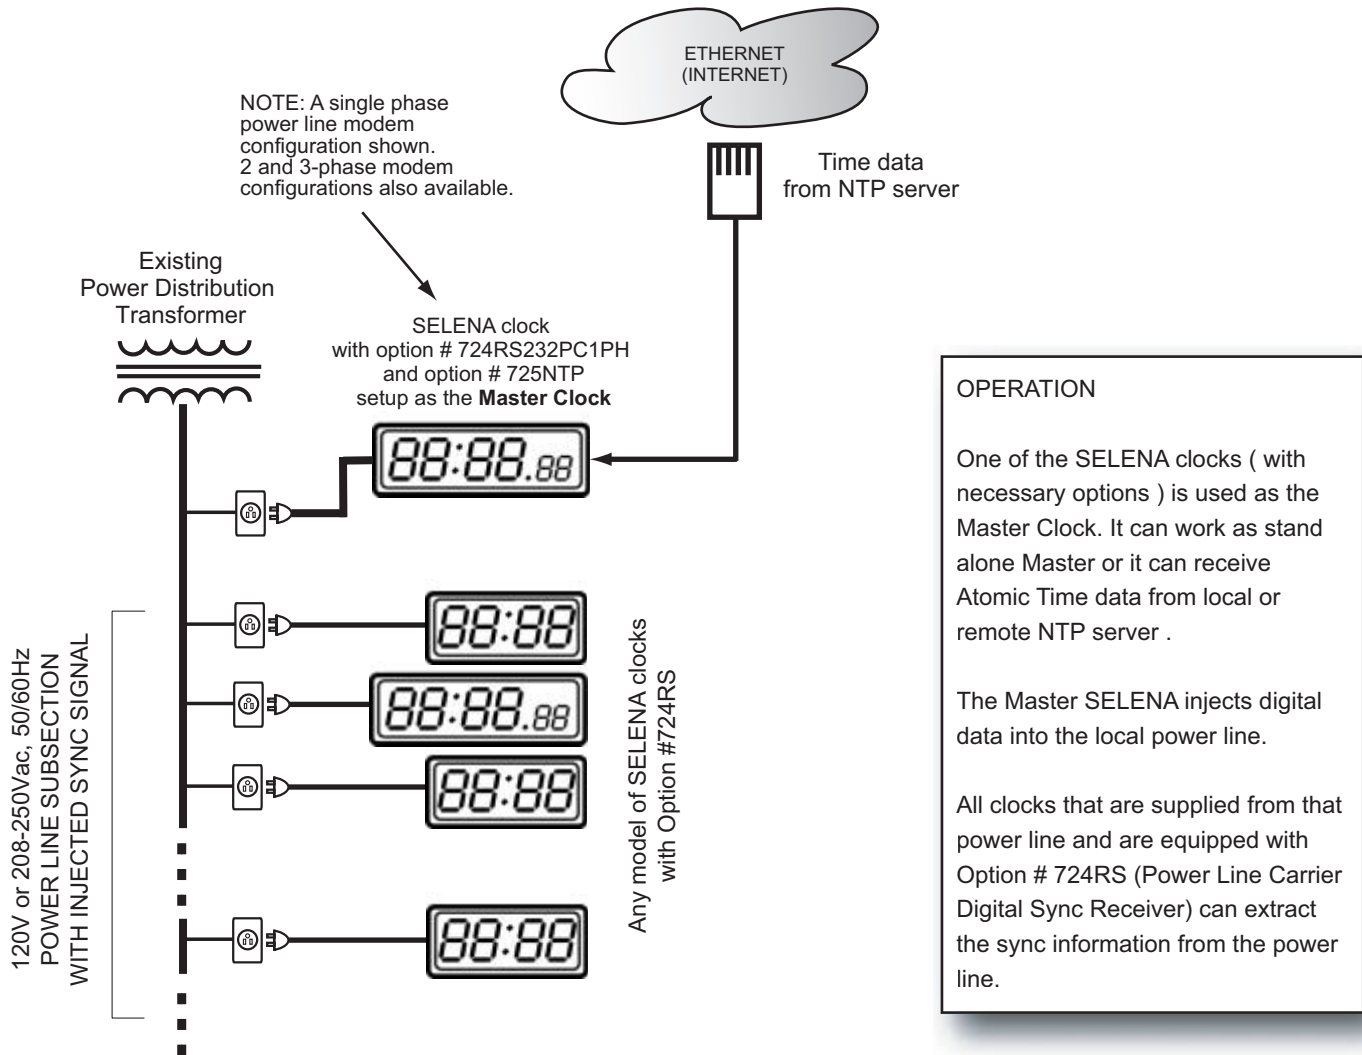 ETHERNET
(INTERNET)
NOTE: A single phase
power line modem
configuration shown.
2 and 3-phase modem
configurations also available.
Time data
from NTP server
Existing
Power Distribution
Transformer
SELENA clock
with option # 724RS232PC1PH
and option # 725NTP
setup as the Master Clock
88:88.88
88:88
88:88.88
88:88
88:88
120V or 208-250Vac, 50/60Hz
POWER LINE SUBSECTION
WITH INJECTED SYNC SIGNAL
Any model of SELENA clocks
with Option #724RS
OPERATION
One of the SELENA clocks ( with
necessary options ) is used as the
Master Clock. It can work as stand
alone Master or it can receive
Atomic Time data from local or
remote NTP server .
The Master SELENA injects digital
data into the local power line.
All clocks that are supplied from that
power line and are equipped with
Option # 724RS (Power Line Carrier
Digital Sync Receiver) can extract
the sync information from the power
line.